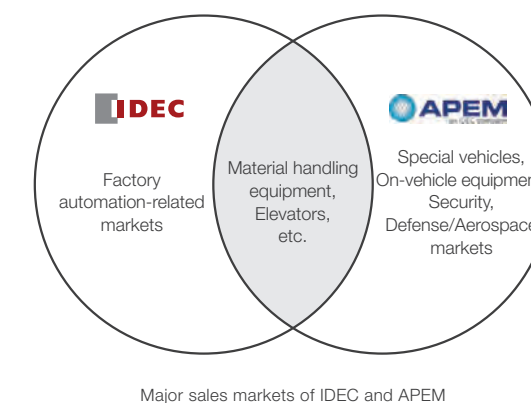 IDEC
Factory
automation-related
markets
Material handling
equipment,
Elevators,
etc.
APEM
Special vehicles,
On-vehicle equipmen
Security,
Defense/Aerospace
markets
Major sales markets of IDEC and APEM